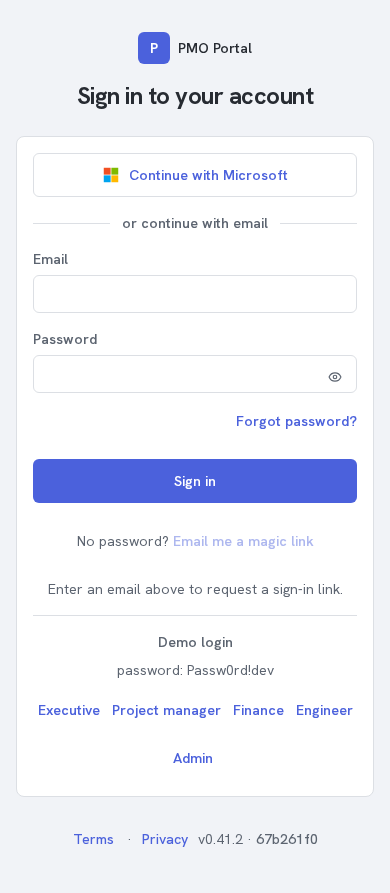 P PMO Portal
Sign in to your account
Continue with Microsoft
or continue with email
Email
Password
Forgot password?
Sign in
No password? Email me a magic link
Enter an email above to request a sign-in link.
Demo login
password: Passw0rd!dev
Executive Project manager Finance Engineer
Admin
Terms · Privacy v0.41.2 · 67b261f0